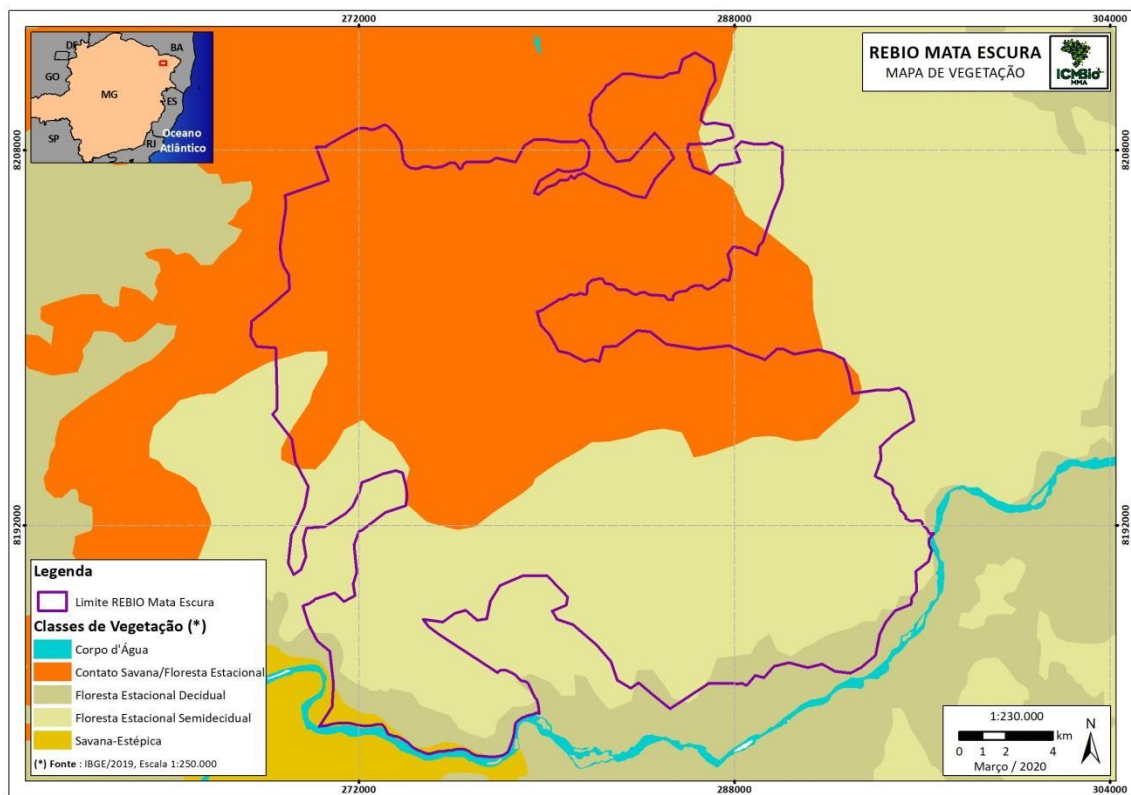 272000
288000
304000
DF
BA
GO
MG
ES
SP
RJ
Oceano
Atlântico
REBIO MATA ESCURA
MAPA DE VEGETAÇÃO
ICMBio
MMA
8208000
8208000
8192000
8192000
Legenda
Limite REBIO Mata Escura
Classes de Vegetação (*)
Corpo d'Água
Contato Savana/Floresta Estacional
Floresta Estacional Decidual
Floresta Estacional Semidecidual
Savana-Estépica
(*) Fonte : IBGE/2019, Escala 1:250.000
1:230.000
N
km
0 1 2 4
Março / 2020
272000
288000
304000